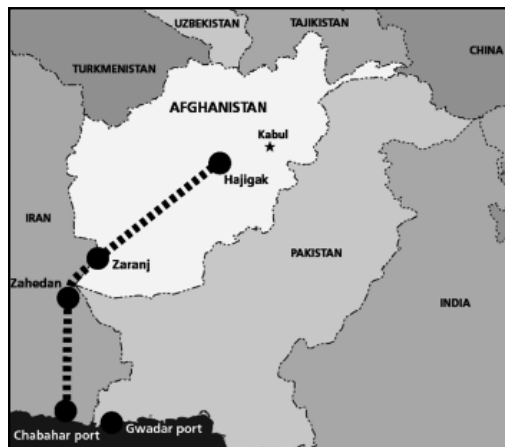 UZBEKISTAN
TAJIKISTAN
CHINA
TURKMENISTAN
AFGHANISTAN
Kabul
Hajigak
IRAN
Zaranj
PAKISTAN
Zahedan
INDIA
Chabahar port
Gwadar port